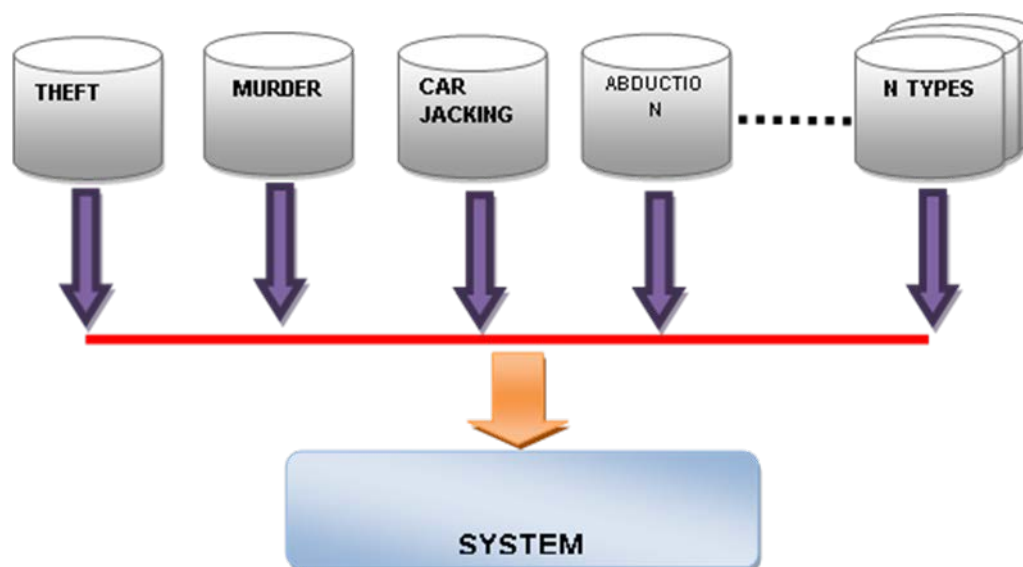 THEFT
MURDER
CAR
JACKING
ABDUCTIO
N
N TYPES
SYSTEM